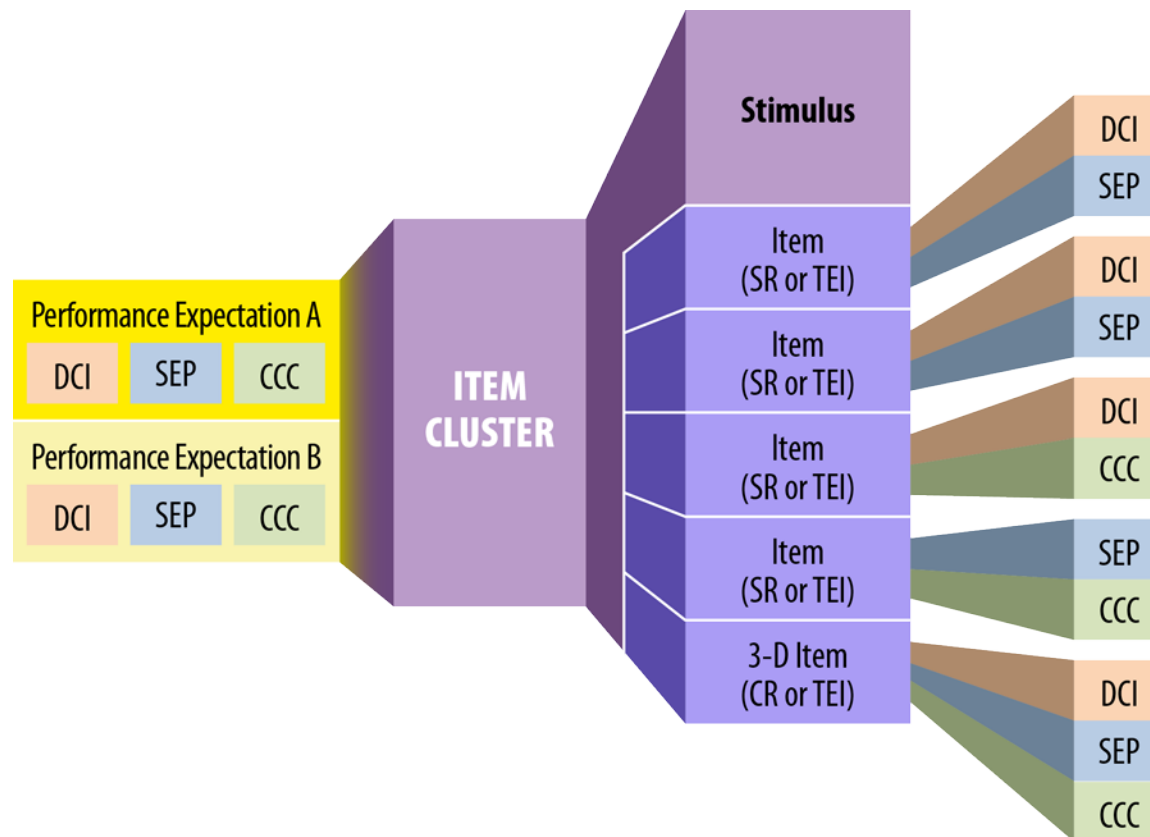 Performance Expectation A
DCI SEP CCC
Performance Expectation B
DCI SEP CCC
ITEM
CLUSTER
Stimulus
Item
(SR or TEI)
Item
(SR or TEI)
Item
(SR or TEI)
Item
(SR or TEI)
3-D Item
(CR or TEI)
DCI
SEP
DCI
SEP
DCI
CCC
SEP
CCC
DCI
SEP
CCC